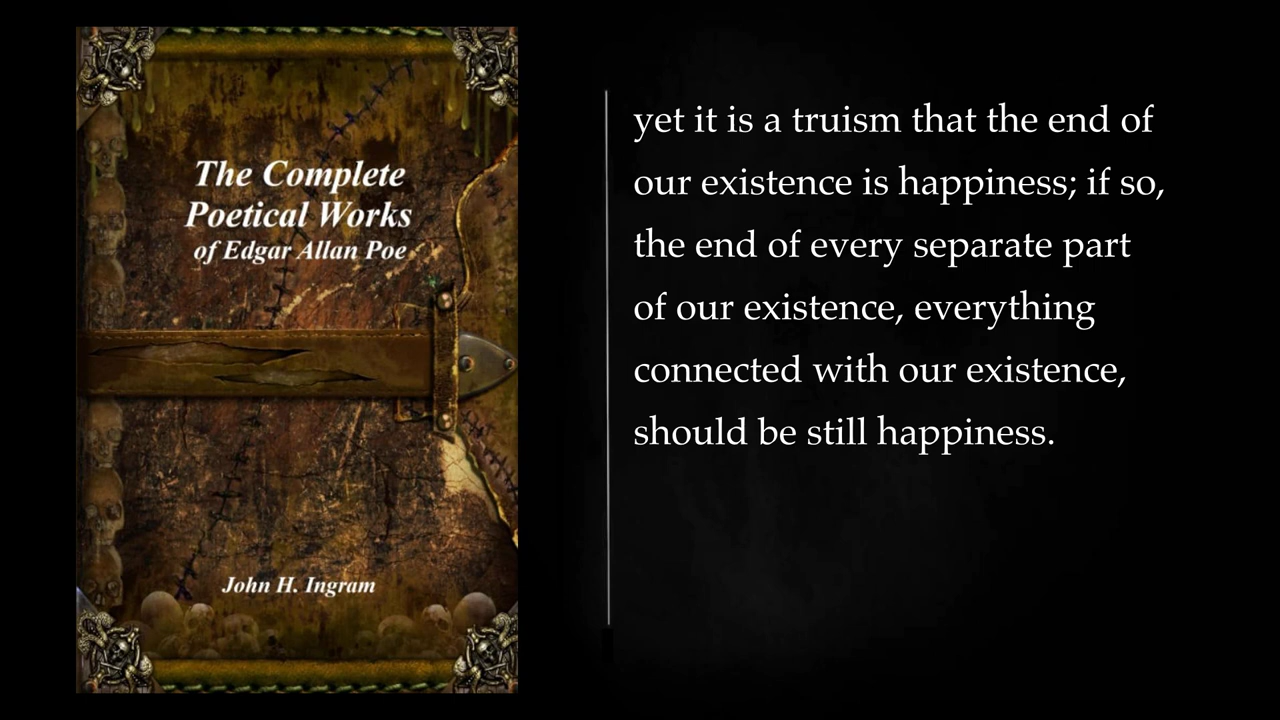 The Complete
Poetical Works
of Edgar Allan Poe
John H. Ingram
yet it is a truism that the end of
our existence is happiness; if so,
the end of every separate part
of our existence, everything
connected with our existence,
should be still happiness.